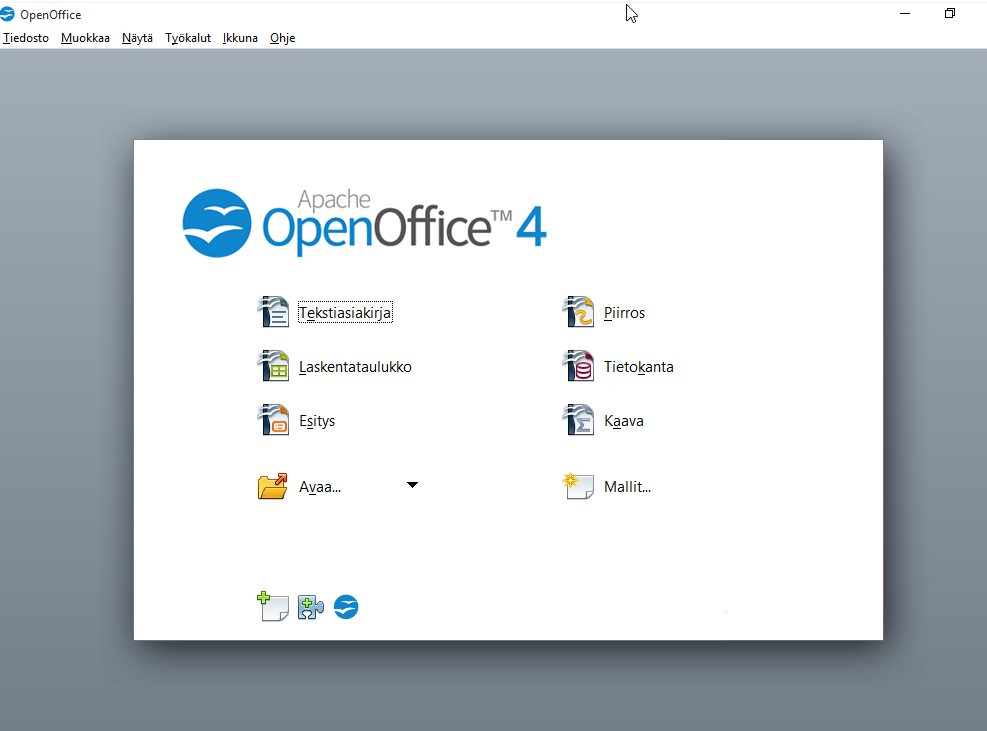 OpenOffice
Tiedosto Muokkaa Näytä Työkalut Ikkuna Ohje
Apache
OpenOffice™ 4
Tekstiasiakirja Piirros
Laskentataulukko Tietokanta
Esitys Kaava
Avaa... Mallit...